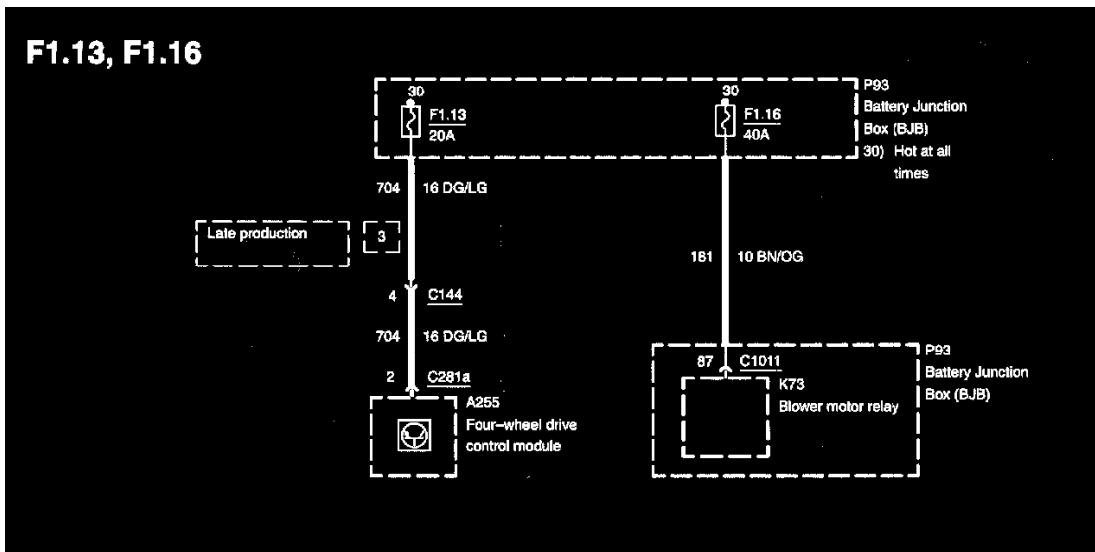 F1.13, F1.16
30
F1.13
20A
30
F1.16
40A
P93
Battery Junction
Box (BJB)
30) Hot at all
times
704 16 DG/LG
Late production
3
181 10 BN/OG
4 C144
704 16 DG/LG
2 C281a
A255
Four-wheel drive
control module
87 C1011
K73
Blower motor relay
P93
Battery Junction
Box (BJB)